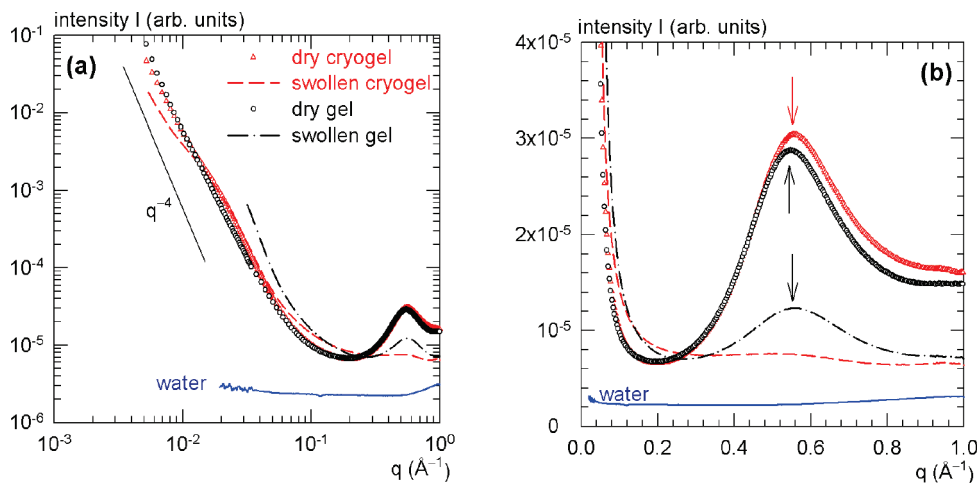 intensity I (arb. units)
10⁻¹
(a)
dry cryogel
swollen cryogel
dry gel
swollen gel
10⁻²
10⁻³
q⁻⁴
10⁻⁴
10⁻⁵
water
10⁻⁶
10⁻³ 10⁻² 10⁻¹ 10⁰
q (Å⁻¹)
intensity I (arb. units)
4x10⁻⁵
(b)
3x10⁻⁵
2x10⁻⁵
10⁻⁵
water
0
0 0.2 0.4 0.6 0.8 1.0
q (Å⁻¹)